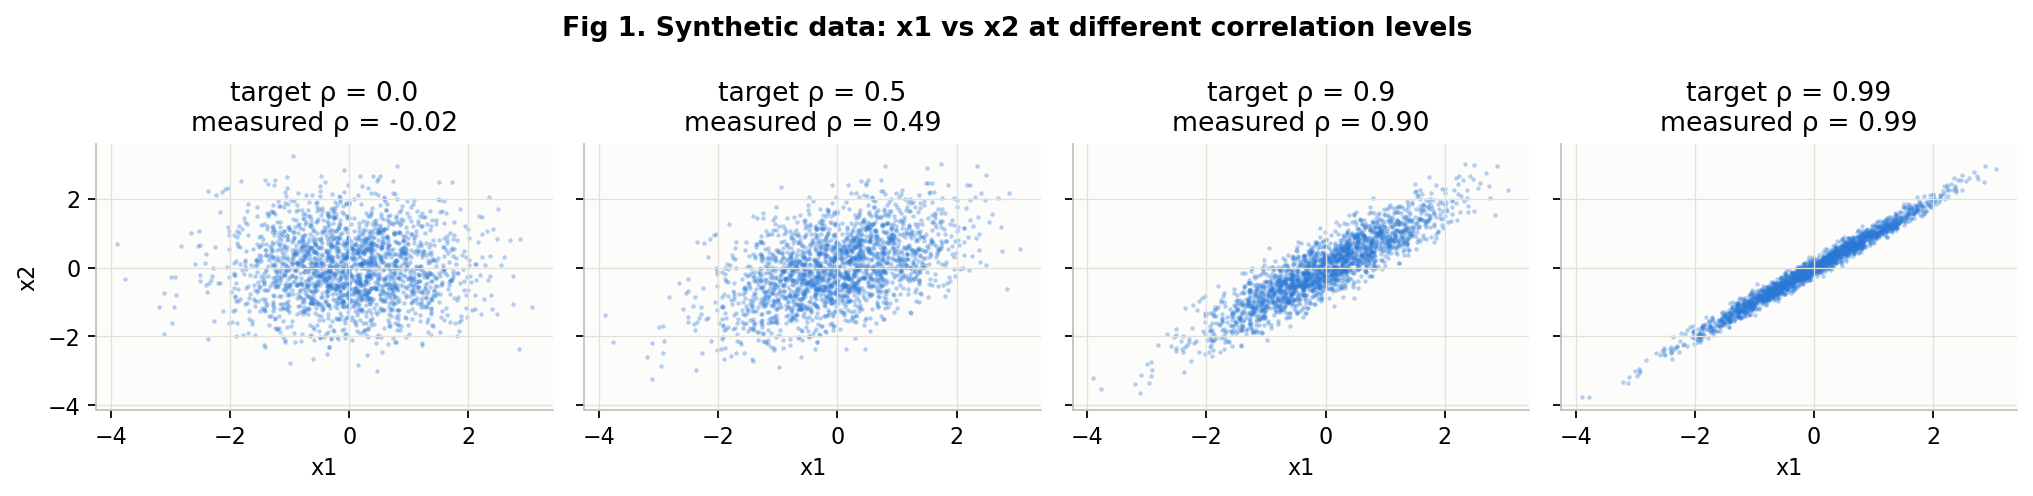 Fig 1. Synthetic data: x1 vs x2 at different correlation levels
target ρ = 0.0
measured ρ = -0.02
target ρ = 0.5
measured ρ = 0.49
target ρ = 0.9
measured ρ = 0.90
target ρ = 0.99
measured ρ = 0.99
x2
2
0
−2
−4
−4 −2 0 2
x1
−4 −2 0 2
x1
−4 −2 0 2
x1
−4 −2 0 2
x1